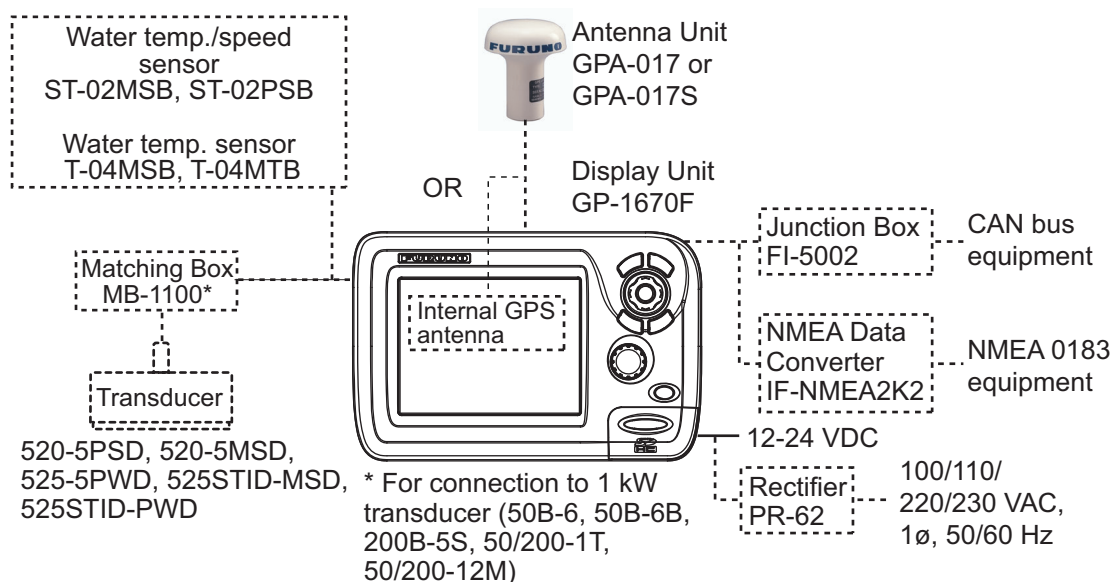 Water temp./speed
sensor
ST-02MSB, ST-02PSB
Water temp. sensor
T-04MSB, T-04MTB
FURUNO
Antenna Unit
GPA-017 or
GPA-017S
OR
Display Unit
GP-1670F
FURUNO
Internal GPS
antenna
Matching Box
MB-1100*
Transducer
520-5PSD, 520-5MSD,
525-5PWD, 525STID-MSD,
525STID-PWD
* For connection to 1 kW
transducer (50B-6, 50B-6B,
200B-5S, 50/200-1T,
50/200-12M)
Junction Box
FI-5002
CAN bus
equipment
NMEA Data
Converter
IF-NMEA2K2
NMEA 0183
equipment
12-24 VDC
Rectifier
PR-62
100/110/
220/230 VAC,
1ø, 50/60 Hz